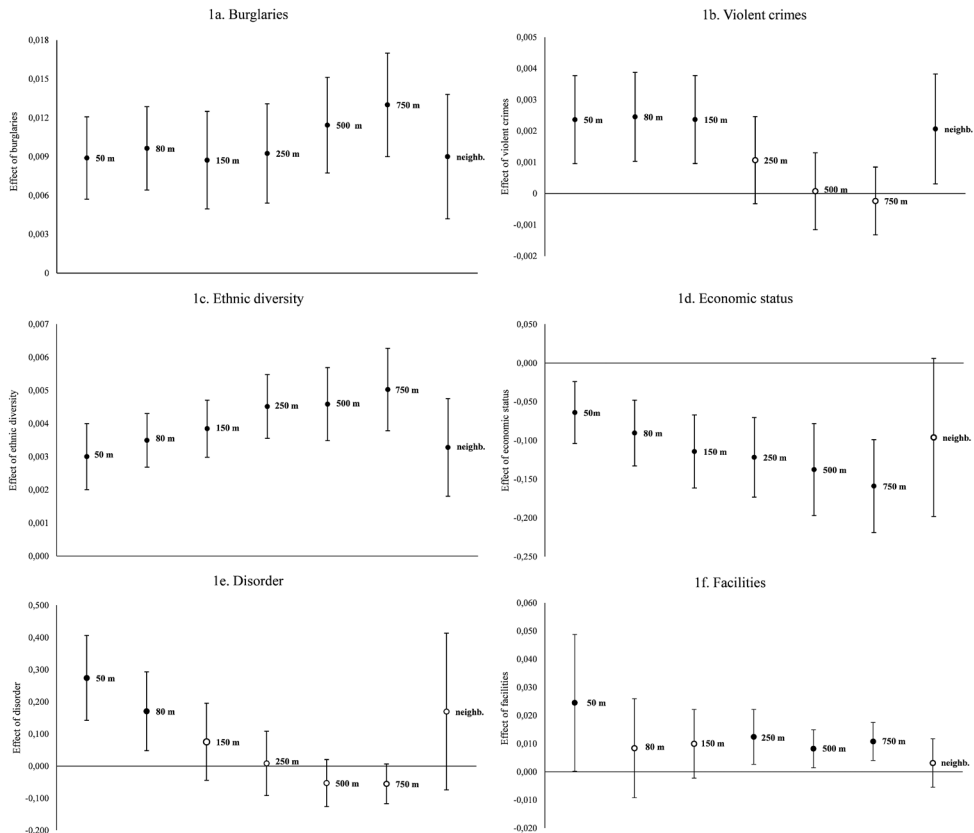 1a. Burglaries
Effect of burglaries
0,018
0,015
0,012
0,009
0,006
0,003
0
50 m
80 m
150 m
250 m
500 m
750 m
neighb.
1b. Violent crimes
Effect of violent crimes
0,005
0,004
0,003
0,002
0,001
0
-0,001
-0,002
50 m
80 m
150 m
250 m
500 m
750 m
neighb.
1c. Ethnic diversity
Effect of ethnic diversity
0,007
0,006
0,005
0,004
0,003
0,002
0,001
0,000
50 m
80 m
150 m
250 m
500 m
750 m
neighb.
1d. Economic status
Effect of economic status
0,050
0,000
-0,050
-0,100
-0,150
-0,200
-0,250
50m
80 m
150 m
250 m
500 m
750 m
neighb.
1e. Disorder
Effect of disorder
0,500
0,400
0,300
0,200
0,100
0,000
-0,100
-0,200
50 m
80 m
150 m
250 m
500 m
750 m
neighb.
1f. Facilities
Effect of facilities
0,060
0,050
0,040
0,030
0,020
0,010
0,000
-0,010
-0,020
50 m
80 m
150 m
250 m
500 m
750 m
neighb.